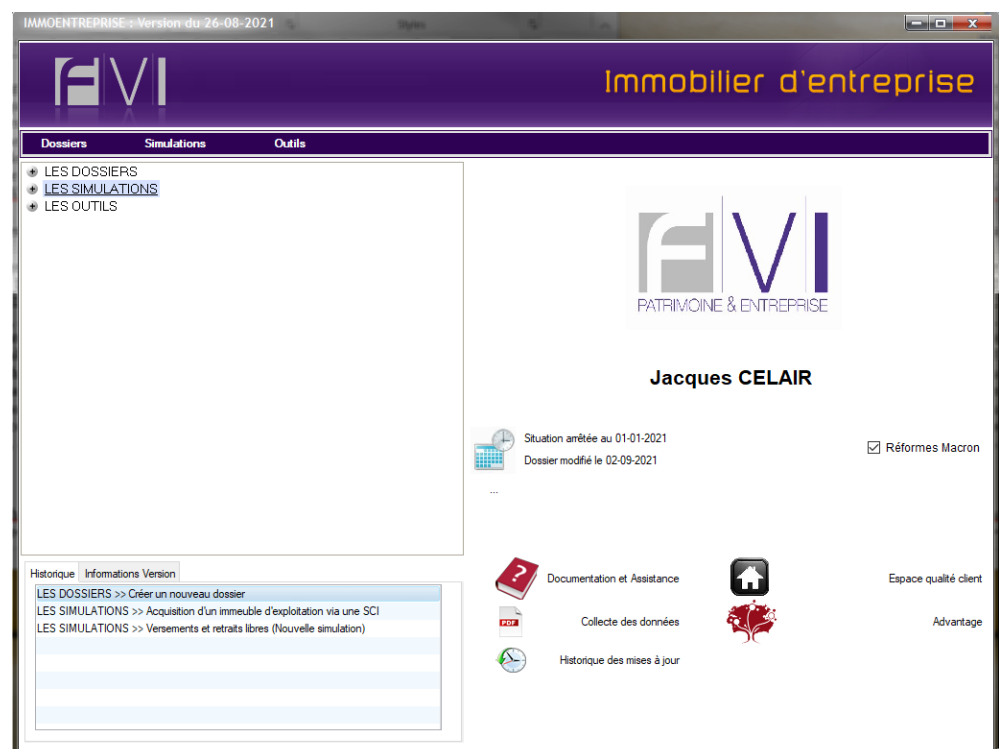 IMMOENTREPRISE : Version du 26-08-2021
Styles
FVI
Immobilier d'entreprise
Dossiers Simulations Outils
LES DOSSIERS
LES SIMULATIONS
LES OUTILS
FVI
PATRIMOINE & ENTREPRISE
Jacques CELAIR
Situation arrêtée au 01-01-2021
Dossier modifié le 02-09-2021
Réformes Macron
...
Historique Informations Version
LES DOSSIERS >> Créer un nouveau dossier
LES SIMULATIONS >> Acquisition d'un immeuble d'exploitation via une SCI
LES SIMULATIONS >> Versements et retraits libres (Nouvelle simulation)
Documentation et Assistance
Espace qualité client
PDF
Collecte des données
Advantage
Historique des mises à jour